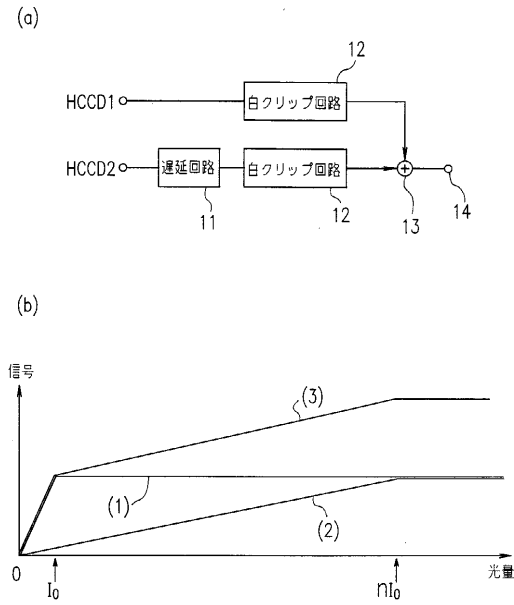 (a)
12
HCCD1
白クリップ回路
HCCD2
遅延回路
白クリップ回路
11
12
13
14
(b)
信号
(3)
(1)
(2)
0
I₀
nI₀
光量